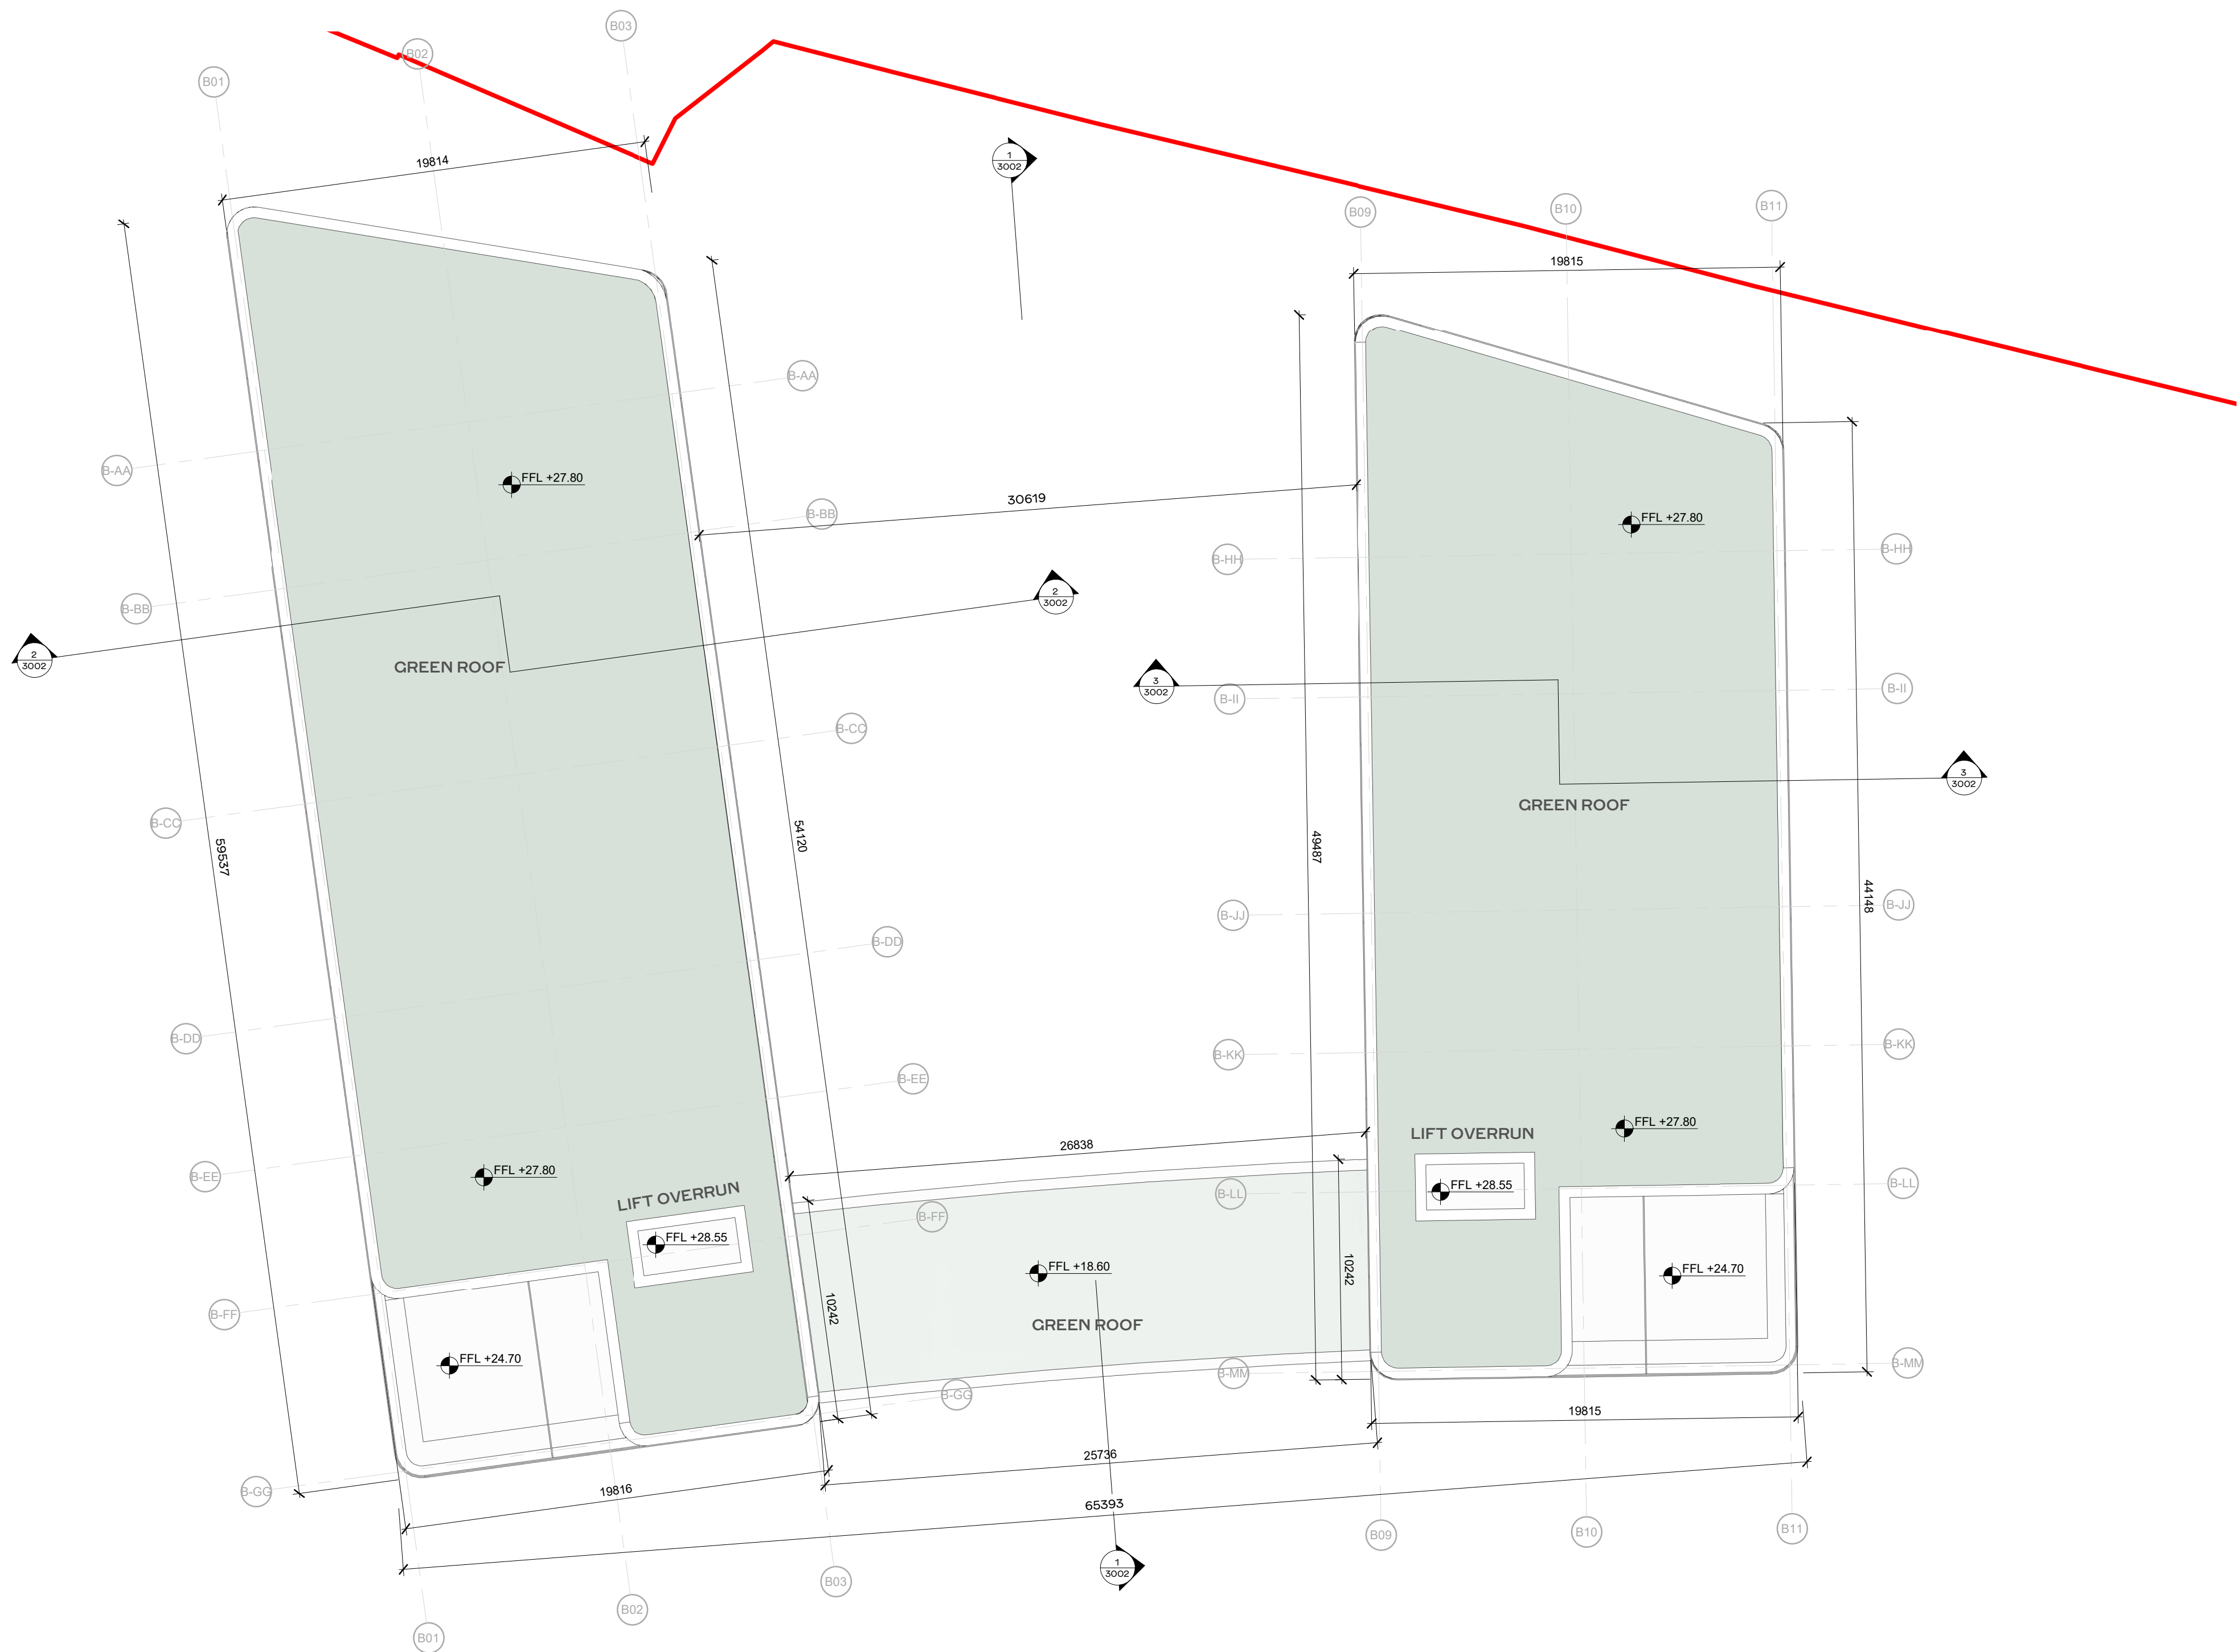 B03
B02
B01
19814
1
3002
B09
B10
B11
19815
B-AA
B-AA
FFL +27.80
30619
B-BB
FFL +27.80
B-HH
B-HH
B-BB
2
3002
2
3002
GREEN ROOF
3
3002
B-II
B-II
B-CC
3
3002
GREEN ROOF
B-CC
59537
54120
49487
44148
B-JJ
B-JJ
B-DD
B-DD
B-KK
B-KK
B-EE
FFL +27.80
LIFT OVERRUN
26838
B-EE
FFL +27.80
LIFT OVERRUN
FFL +28.55
B-LL
B-LL
B-FF
FFL +28.55
FFL +18.60
10242
FFL +24.70
B-FF
10242
GREEN ROOF
FFL +24.70
B-MM
B-MM
B-GG
19815
25736
B-GG
19816
65393
B09
B10
B11
1
3002
B03
B02
B01